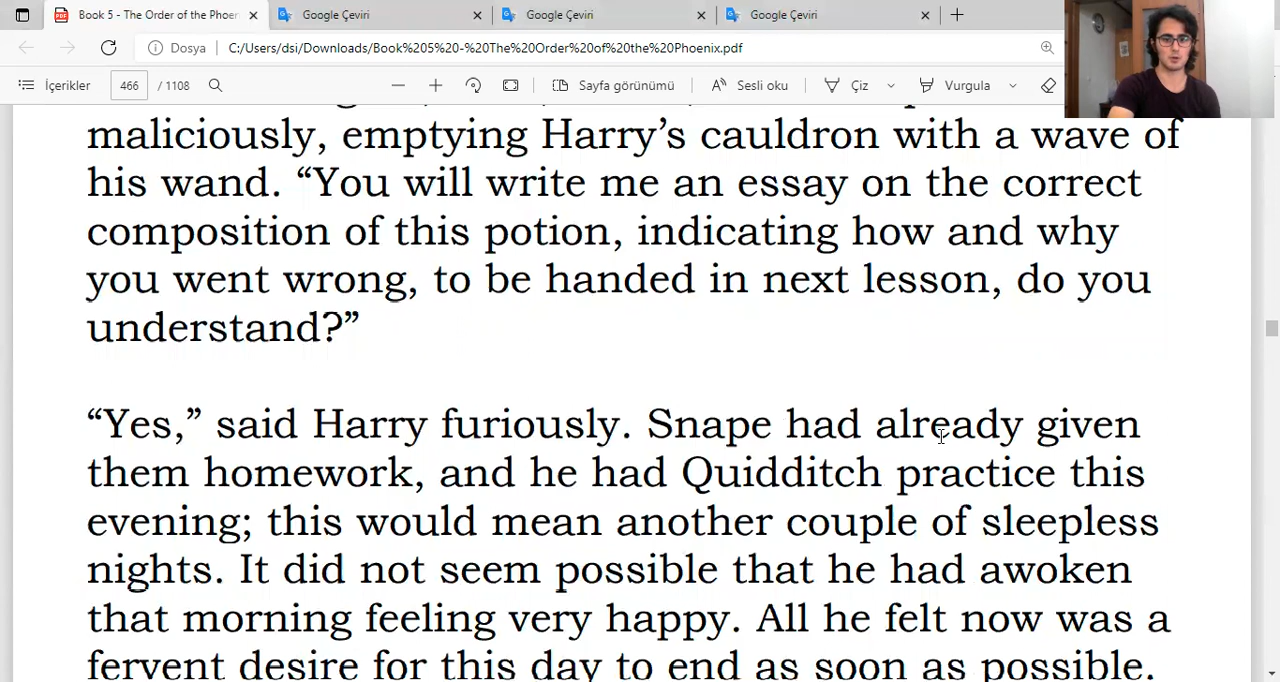 Book 5 - The Order of the Phoen
Google Çeviri
Google Çeviri
Google Çeviri
Dosya
C:/Users/dsi/Downloads/Book%205%20-%20The%20Order%20of%20the%20Phoenix.pdf
İçerikler
466
/ 1108
Sayfa görünümü
Sesli oku
Çiz
Vurgula
maliciously, emptying Harry’s cauldron with a wave of
his wand. “You will write me an essay on the correct
composition of this potion, indicating how and why
you went wrong, to be handed in next lesson, do you
understand?”
“Yes,” said Harry furiously. Snape had already given
them homework, and he had Quidditch practice this
evening; this would mean another couple of sleepless
nights. It did not seem possible that he had awoken
that morning feeling very happy. All he felt now was a
fervent desire for this day to end as soon as possible.